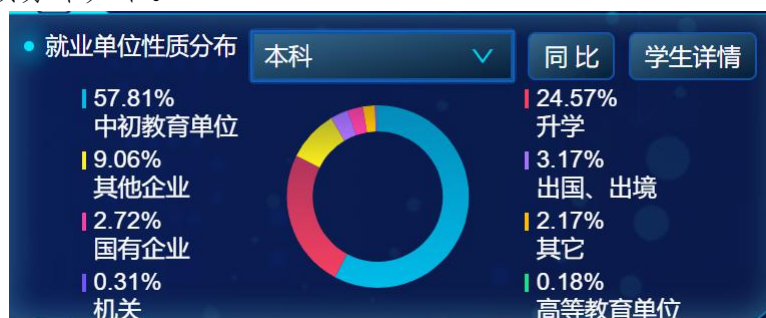 就业单位性质分布
本科
同比
学生详情
57.81%
中初教育单位
24.57%
升学
9.06%
其他企业
3.17%
出国、出境
2.72%
国有企业
2.17%
其它
0.31%
机关
0.18%
高等教育单位